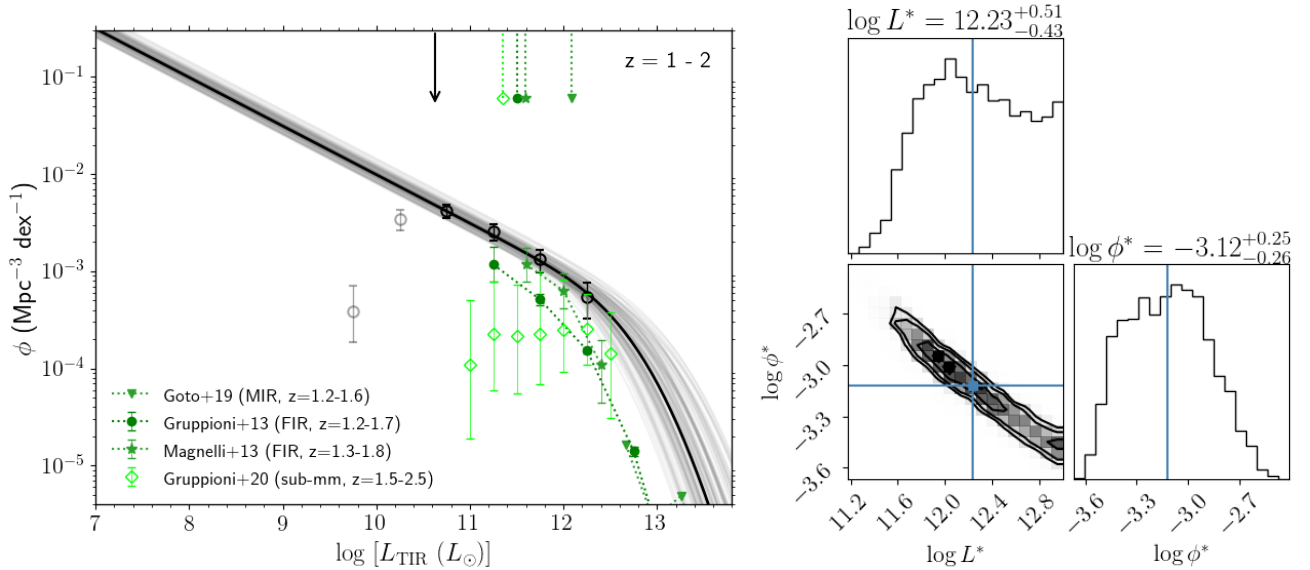 z = 1 - 2
10⁻¹
10⁻²
10⁻³
10⁻⁴
10⁻⁵
ϕ (Mpc⁻³ dex⁻¹)
Goto+19 (MIR, z=1.2-1.6)
Gruppioni+13 (FIR, z=1.2-1.7)
Magnelli+13 (FIR, z=1.3-1.8)
Gruppioni+20 (sub-mm, z=1.5-2.5)
7 8 9 10 11 12 13
log [L_TIR (L_⊙)]
log L* = 12.23^{+0.51}_{-0.43}
log ϕ* = −3.12^{+0.25}_{-0.26}
−2.7
−3.0
−3.3
−3.6
log ϕ*
11.2 11.6 12.0 12.4 12.8
log L*
−3.6 −3.3 −3.0 −2.7
log ϕ*